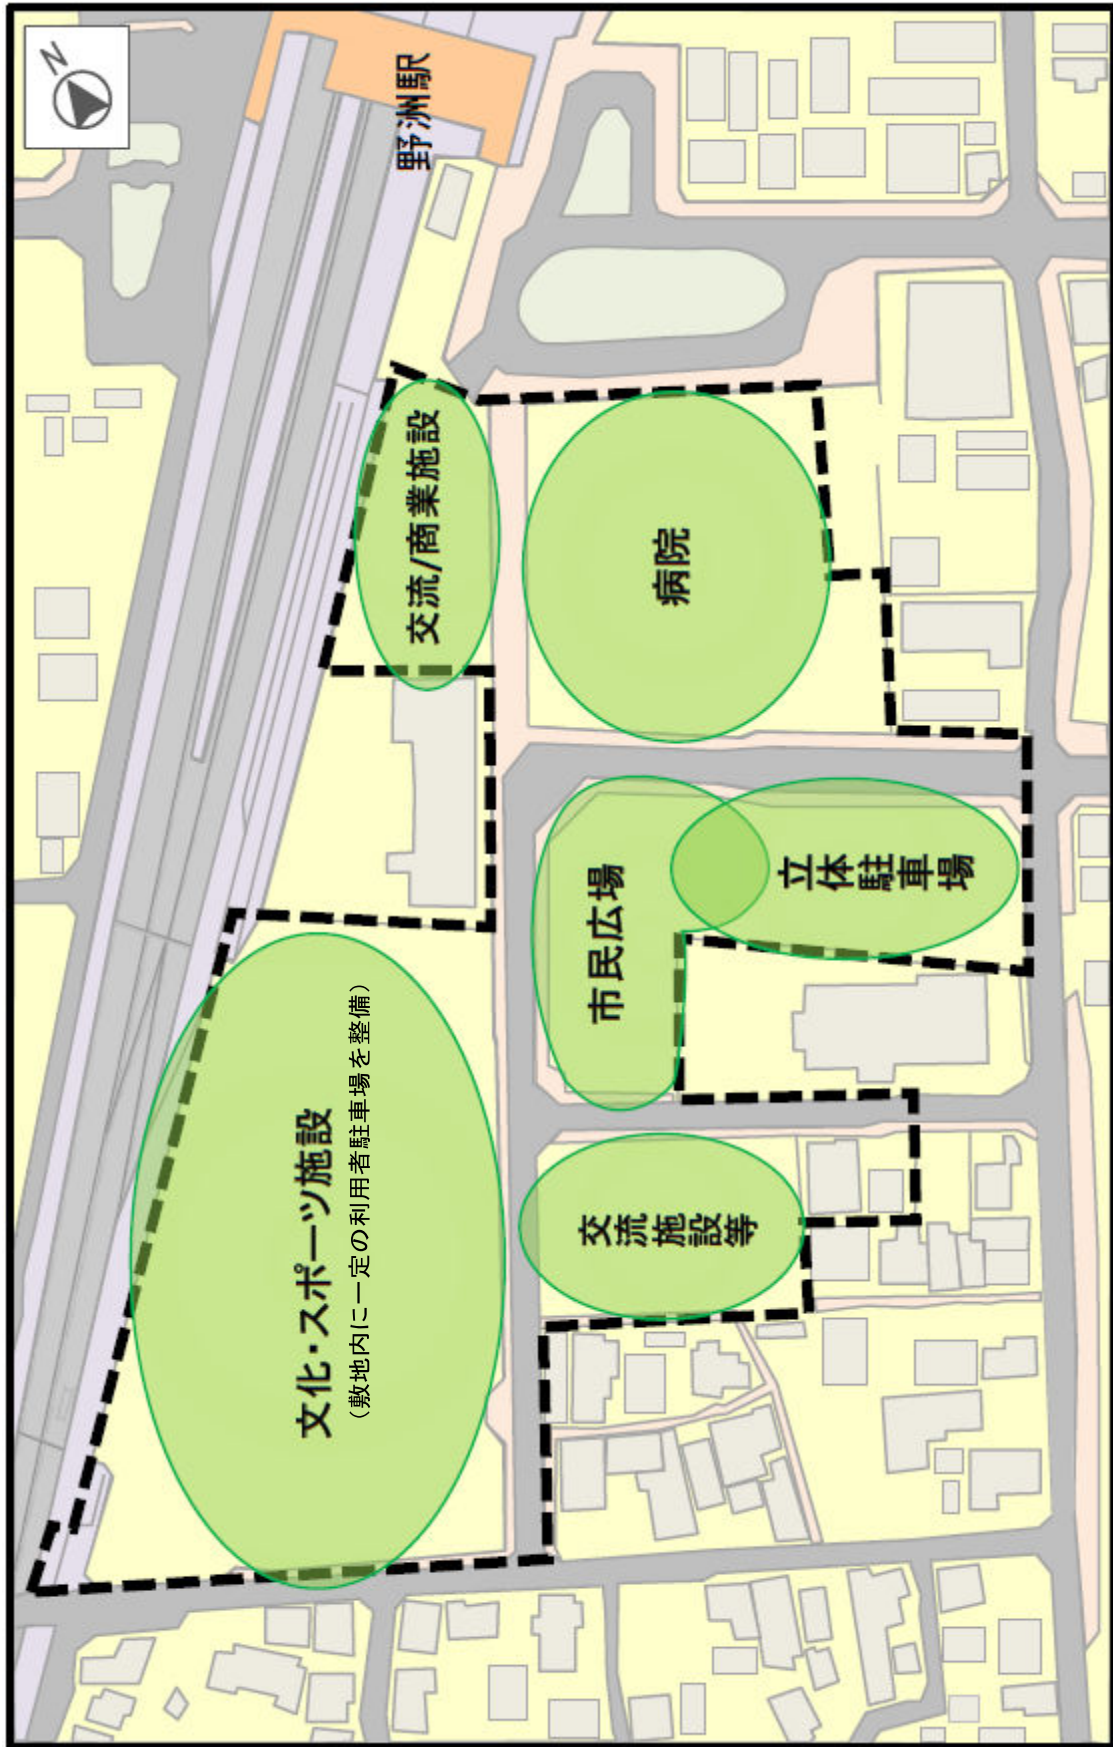 N
野洲駅
交流/商業施設
病院
市民広場
立体
駐車場
文化・スポーツ施設
（敷地内に一定の利用者駐車場を整備）
交流
施設等